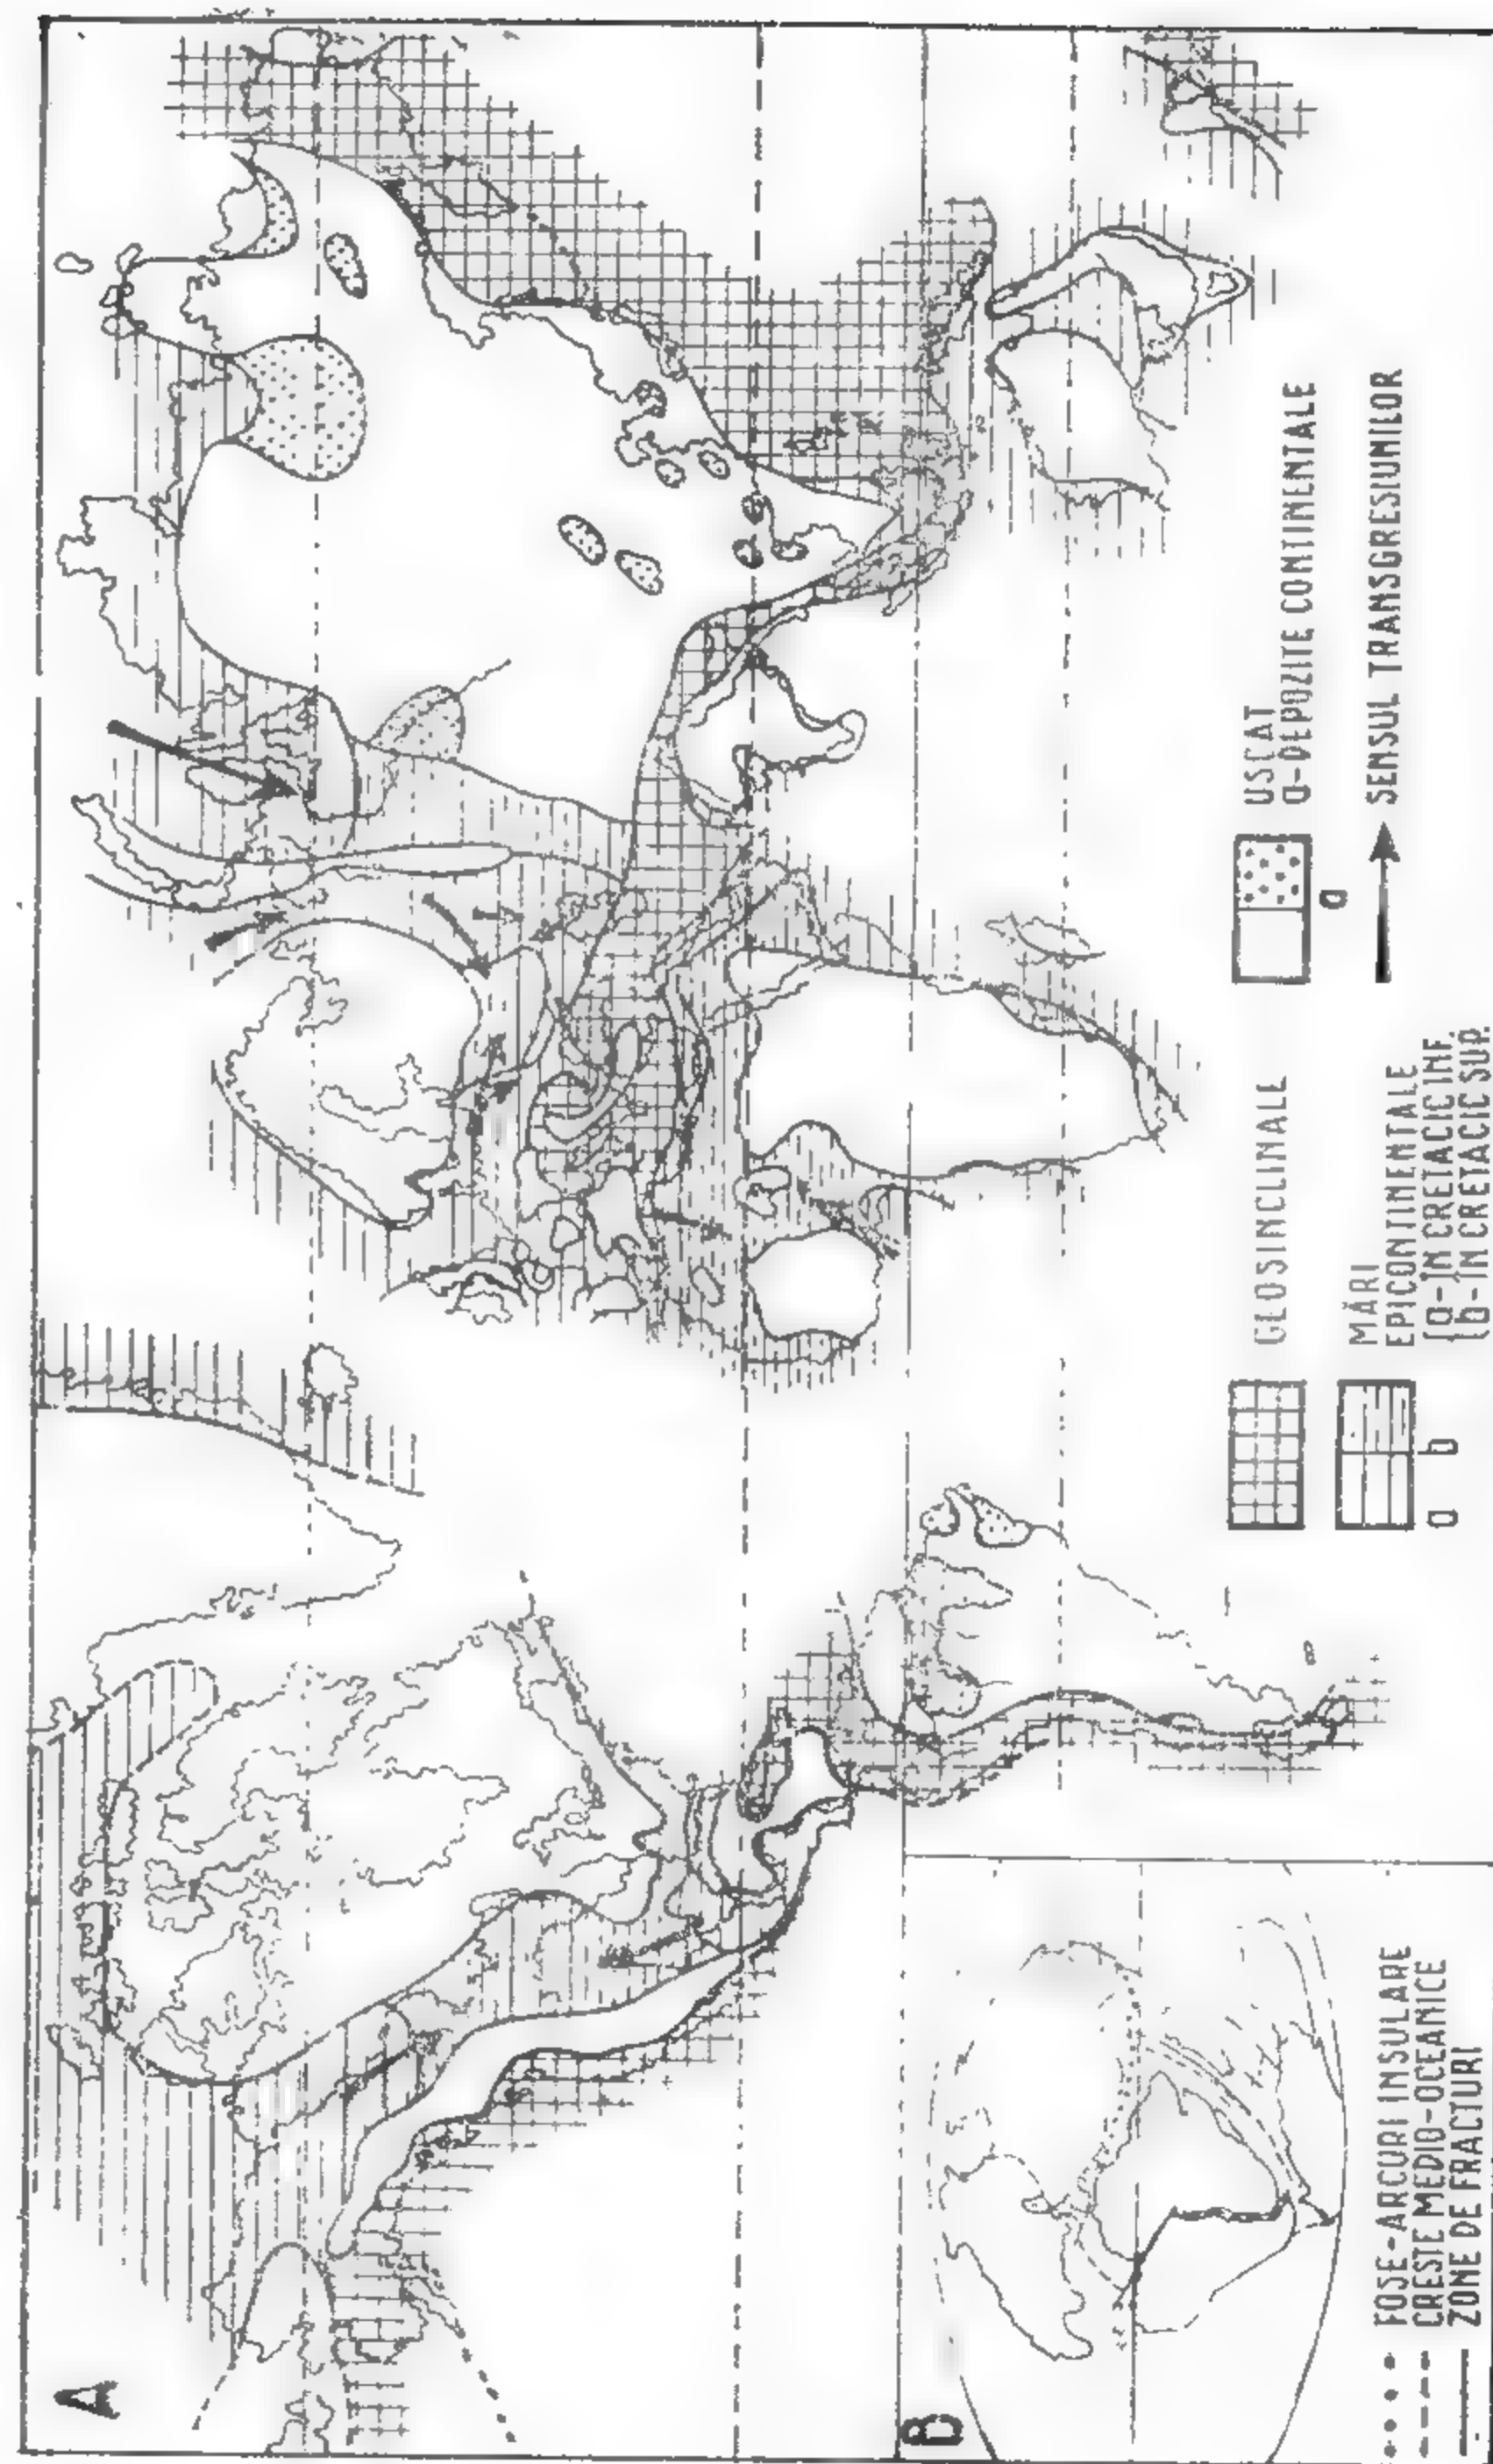 A
B
FOSE-ARCURI INSULARE
CRESTE MEDIO-OCEANICE
ZONE DE FRACTURI
GEOSINCLINALE
MĂRI
EPICONTINENTALE
a-ÎN CRETACIC INF.
b-ÎN CRETACIC SUP.
a b
USCAT
a-DEPOZITE CONTINENTALE
a
SENSUL TRANSGRESIUNILOR